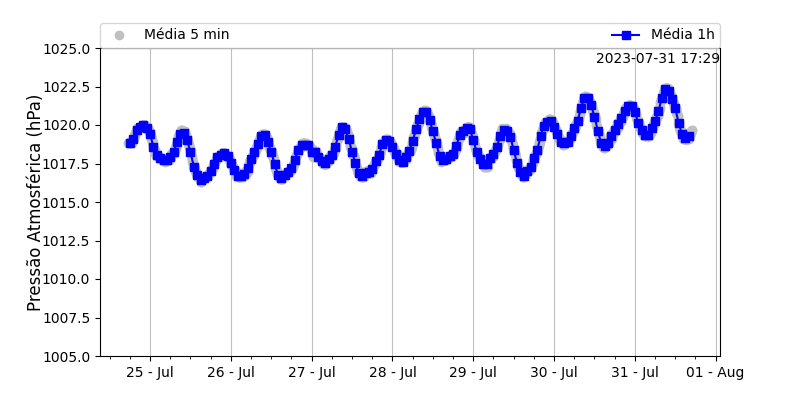 Média 5 min
Média 1h
2023-07-31 17:29
Pressão Atmosférica (hPa)
1025.0
1022.5
1020.0
1017.5
1015.0
1012.5
1010.0
1007.5
1005.0
25 - Jul
26 - Jul
27 - Jul
28 - Jul
29 - Jul
30 - Jul
31 - Jul
01 - Aug